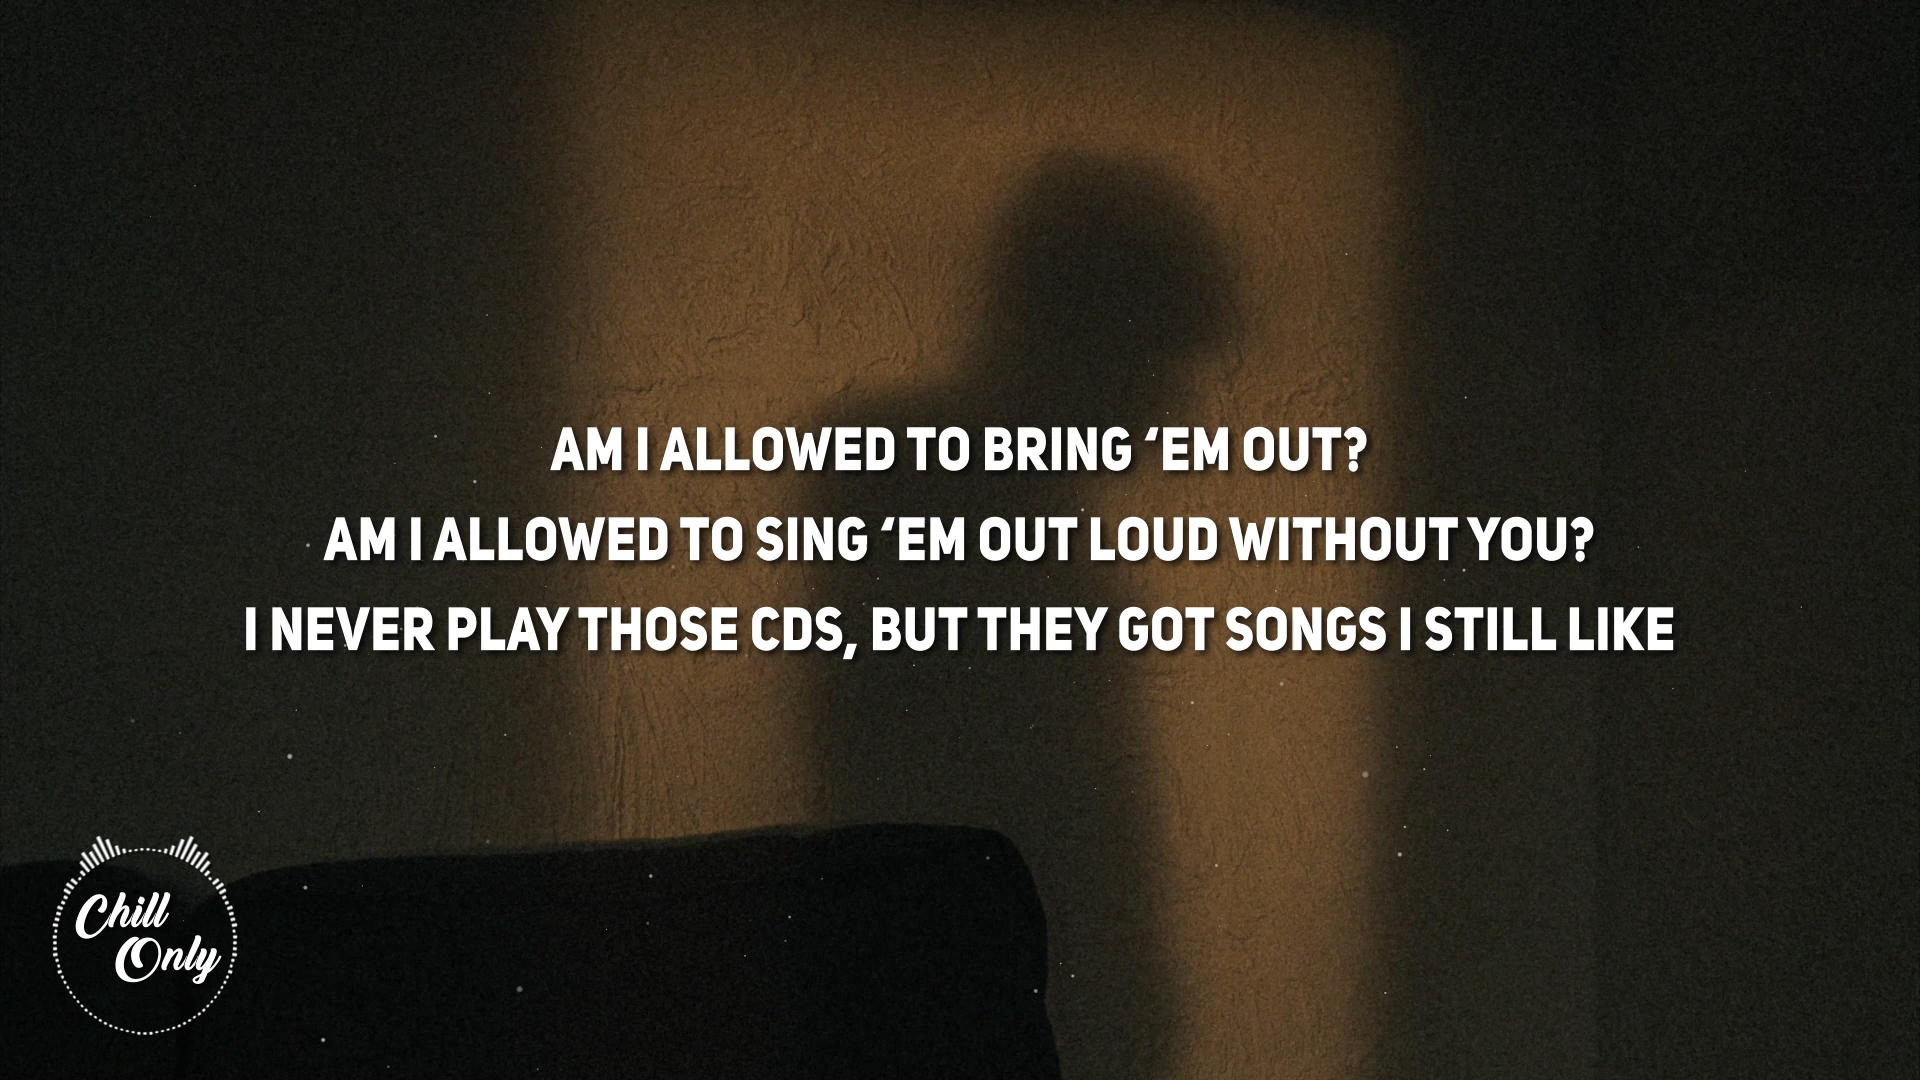 AM I ALLOWED TO BRING ‘EM OUT?
AM I ALLOWED TO SING ‘EM OUT LOUD WITHOUT YOU?
I NEVER PLAY THOSE CDS, BUT THEY GOT SONGS I STILL LIKE
Chill
Only